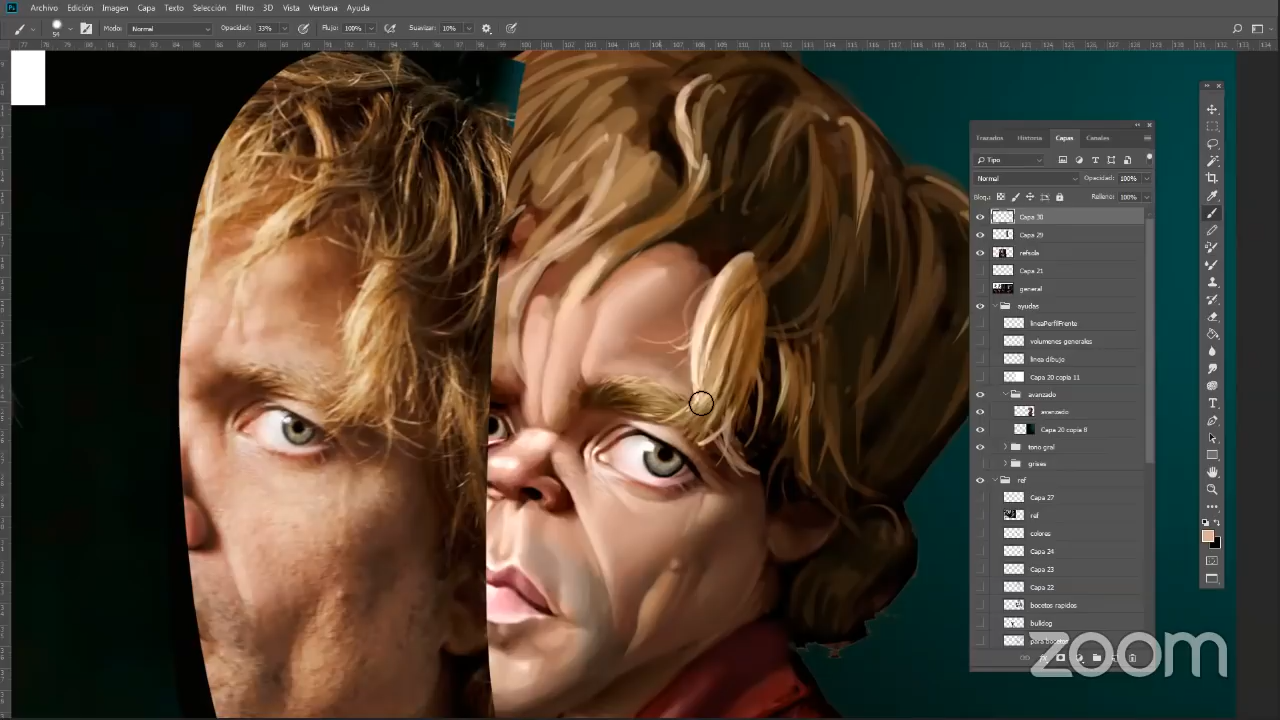 Ps Archivo Edición Imagen Capa Texto Selección Filtro 3D Vista Ventana Ayuda
54 Modo: Normal Opacidad: 33% Flujo: 100% Suavizar: 10%
Trazados Historia Capas Canales
Tipo
Normal Opacidad: 100%
Bloq.: Relleno: 100%
Capa 30
Capa 29
Capa 21
general
ayudas
lineaPerfilFrente
volumenes generales
linea dibujo
Capa 20 copia 11
avanzado
avanzado
Capa 20 copia 8
tono gral
grises
ref
Capa 27
ref
colores
Capa 24
Capa 23
Capa 22
bocetos rapidos
bulldog
zoom